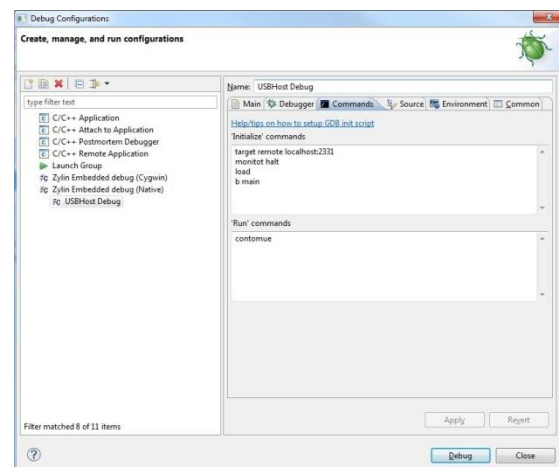 Debug Configurations
Create, manage, and run configurations
type filter text
C/C++ Application
C/C++ Attach to Application
C/C++ Postmortem Debugger
C/C++ Remote Application
Launch Group
Zylin Embedded debug (Cygwin)
Zylin Embedded debug (Native)
USBHost Debug
Filter matched 8 of 11 items
Name: USBHost Debug
Main Debugger Commands Source Environment Common
Help/tips on how to setup GDB init script
'Initialize' commands
target remote localhost:2331
monitot halt
load
b main
'Run' commands
contomue
Apply Revert
Debug Close